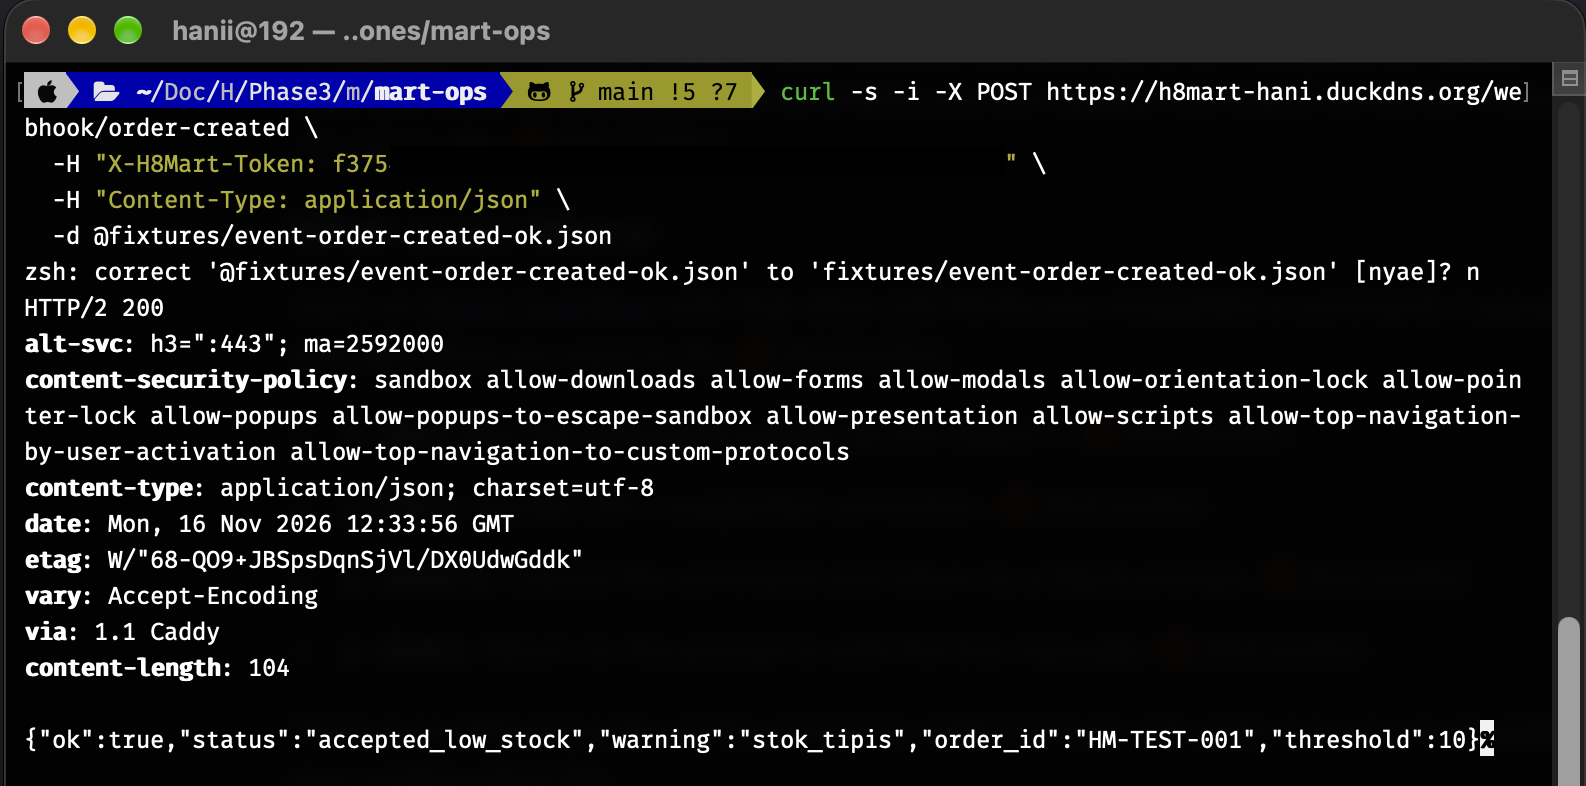 hanii@192 — ..ones/mart-ops
[ ~/Doc/H/Phase3/m/mart-ops main !5 ?7 curl -s -i -X POST https://h8mart-hani.duckdns.org/we]
bhook/order-created \
-H "X-H8Mart-Token: f375 " \
-H "Content-Type: application/json" \
-d @fixtures/event-order-created-ok.json
zsh: correct '@fixtures/event-order-created-ok.json' to 'fixtures/event-order-created-ok.json' [nyae]? n
HTTP/2 200
alt-svc: h3=":443"; ma=2592000
content-security-policy: sandbox allow-downloads allow-forms allow-modals allow-orientation-lock allow-poin
ter-lock allow-popups allow-popups-to-escape-sandbox allow-presentation allow-scripts allow-top-navigation-
by-user-activation allow-top-navigation-to-custom-protocols
content-type: application/json; charset=utf-8
date: Mon, 16 Nov 2026 12:33:56 GMT
etag: W/"68-QO9+JBSpsDqnSjVl/DX0UdwGddk"
vary: Accept-Encoding
via: 1.1 Caddy
content-length: 104
{"ok":true,"status":"accepted_low_stock","warning":"stok_tipis","order_id":"HM-TEST-001","threshold":10}%